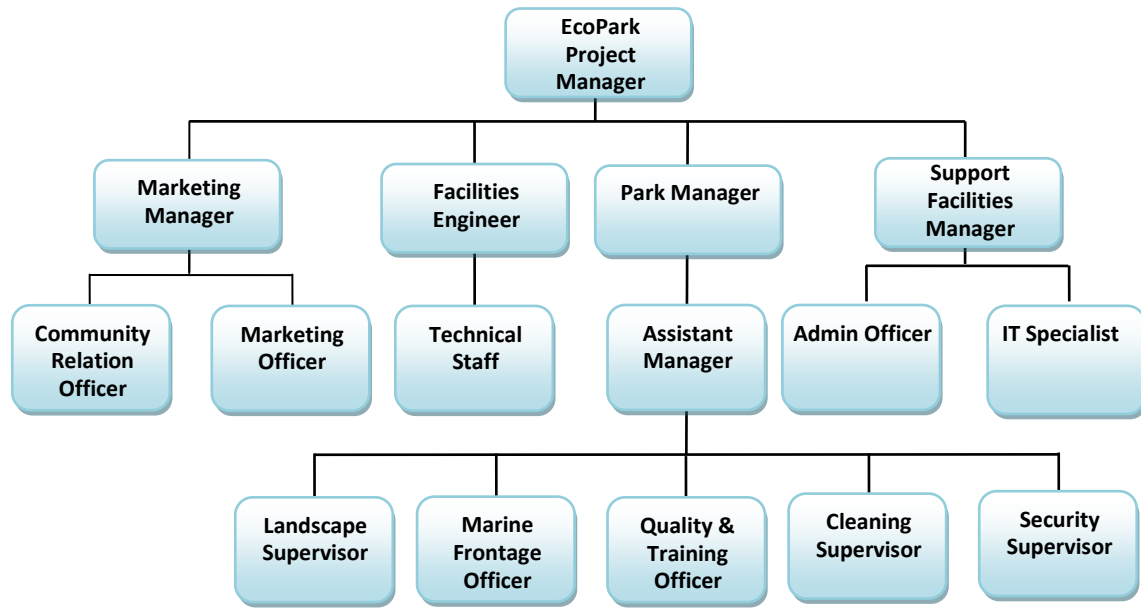 EcoPark
Project
Manager
Marketing
Manager
Facilities
Engineer
Park Manager
Support
Facilities
Manager
Community
Relation
Officer
Marketing
Officer
Technical
Staff
Assistant
Manager
Admin Officer
IT Specialist
Landscape
Supervisor
Marine
Frontage
Officer
Quality &
Training
Officer
Cleaning
Supervisor
Security
Supervisor